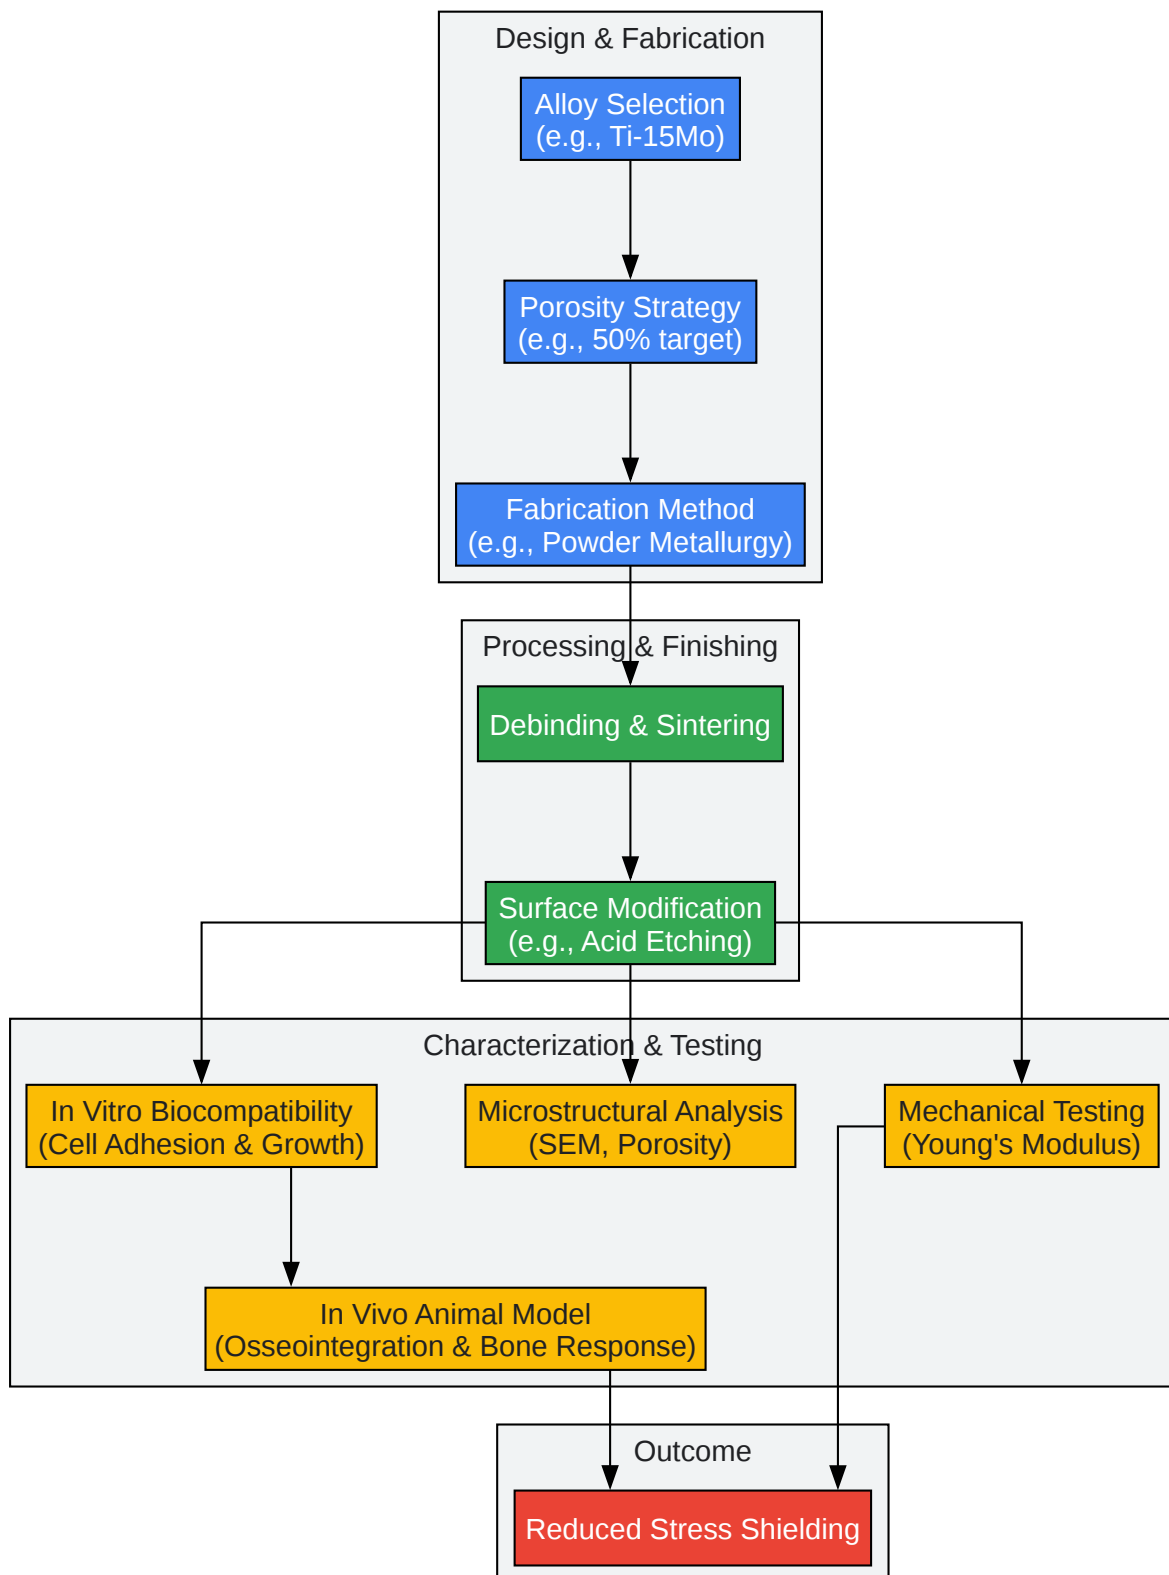 Design & Fabrication
Alloy Selection
(e.g., Ti-15Mo)
Porosity Strategy
(e.g., 50% target)
Fabrication Method
(e.g., Powder Metallurgy)
Processing & Finishing
Debinding & Sintering
Surface Modification
(e.g., Acid Etching)
Characterization & Testing
In Vitro Biocompatibility
(Cell Adhesion & Growth)
Microstructural Analysis
(SEM, Porosity)
Mechanical Testing
(Young's Modulus)
In Vivo Animal Model
(Osseointegration & Bone Response)
Outcome
Reduced Stress Shielding